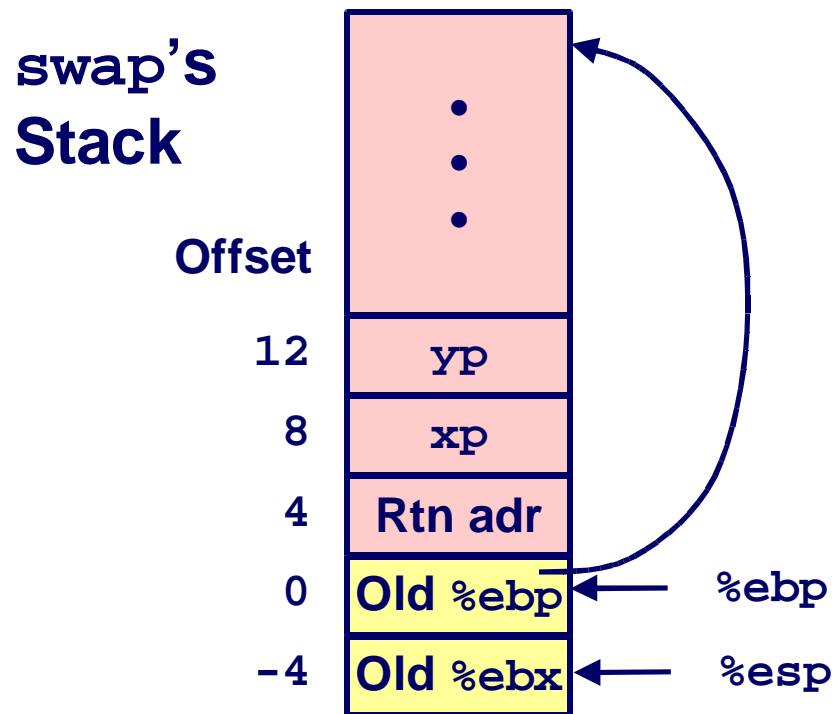 swap's
Stack
Offset
12 yp
8 xp
4 Rtn adr
0 Old %ebp %ebp
-4 Old %ebx %esp